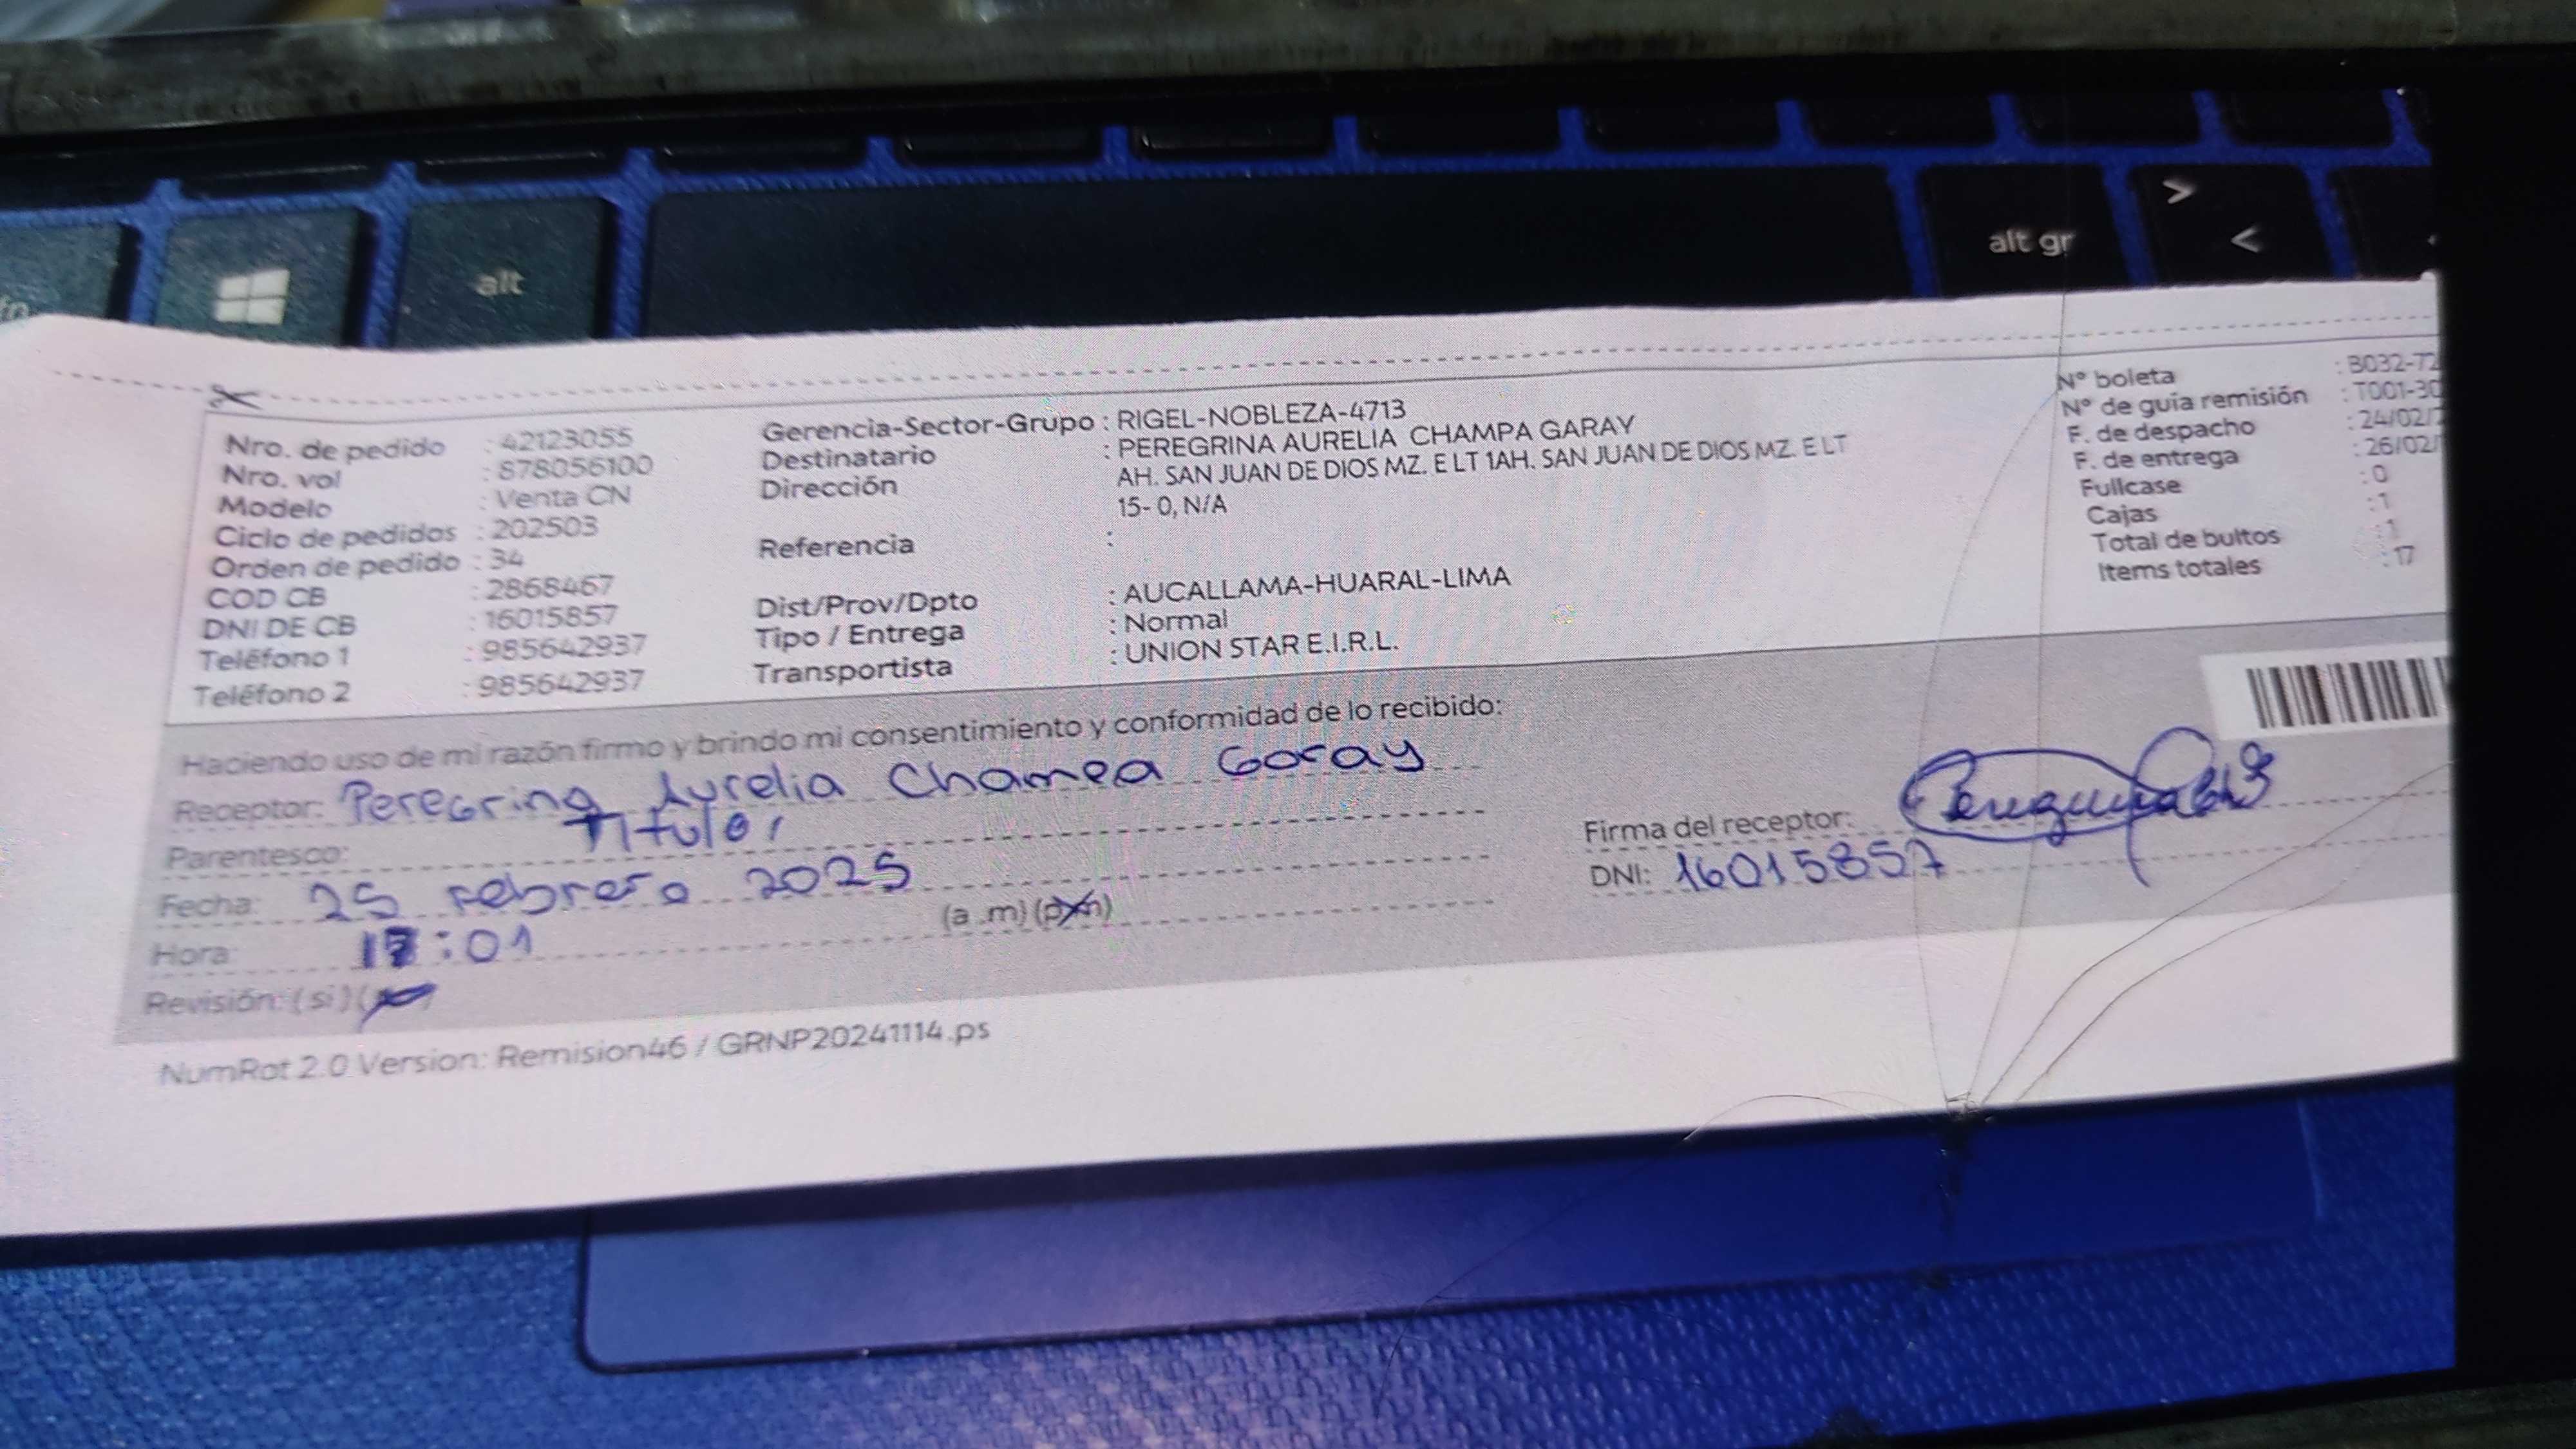 alt
alt gr
>
<
Nro. de pedido : 42123055
Nro. vol : 878056100
Modelo : Venta CN
Ciclo de pedidos : 202503
Orden de pedido : 34
COD CB : 2868467
DNI DE CB : 16015857
Teléfono 1 : 985642937
Teléfono 2 : 985642937
Gerencia-Sector-Grupo : RIGEL-NOBLEZA-4713
Destinatario : PEREGRINA AURELIA CHAMPA GARAY
Dirección : AH. SAN JUAN DE DIOS MZ. E LT 1AH. SAN JUAN DE DIOS MZ. E LT
15- 0, N/A
Referencia :
Dist/Prov/Dpto : AUCALLAMA-HUARAL-LIMA
Tipo / Entrega : Normal
Transportista : UNION STAR E.I.R.L.
Nº boleta : B032-72
Nº de guía remisión : T001-30
F. de despacho : 24/02/2
F. de entrega : 26/02/
Fullcase : 0
Cajas : 1
Total de bultos : 1
Items totales : 17
Haciendo uso de mi razón firmo y brindo mi consentimiento y conformidad de lo recibido:
Receptor: Peregrina Aurelia Champa Garay
Parentesco: Titular
Fecha: 25 Febrero 2025
Hora: :01 (a .m) (p.m)
Revisión: (si) (
Firma del receptor:
DNI: 16015857
NumRot 2.0 Version: Remision46 / GRNP20241114.ps